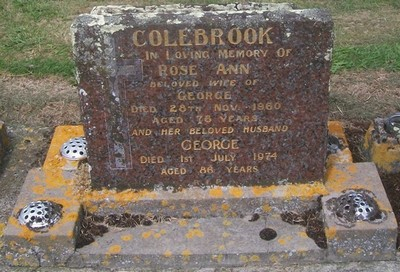 COLEBROOK
IN LOVING MEMORY OF
ROSE ANN
BELOVED WIFE OF
GEORGE
DIED 28TH NOV. 1960
AGED 76 YEARS
AND HER BELOVED HUSBAND
GEORGE
DIED 1ST JULY 1974
AGED 86 YEARS